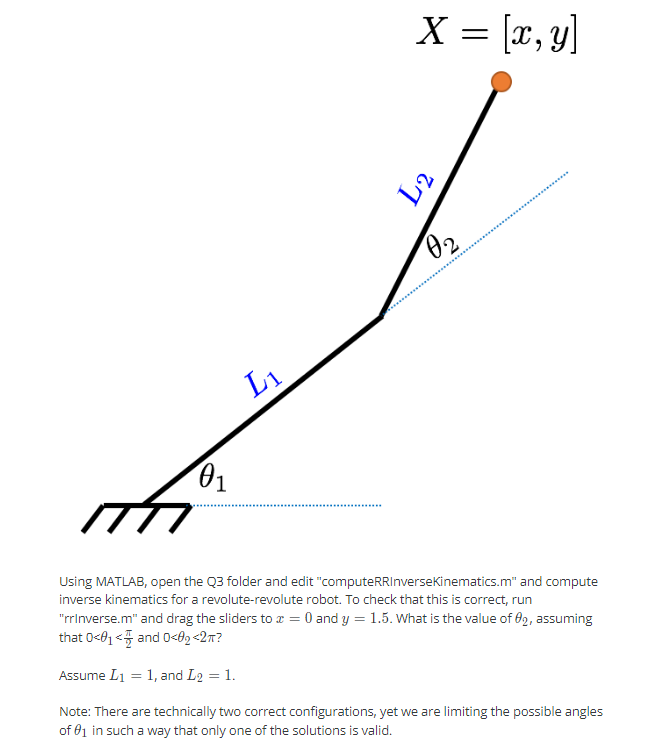 X = [x, y]
L2
θ2
L1
θ1
Using MATLAB, open the Q3 folder and edit "computeRRInverseKinematics.m" and compute
inverse kinematics for a revolute-revolute robot. To check that this is correct, run
"rrInverse.m" and drag the sliders to x = 0 and y = 1.5. What is the value of θ2, assuming
that 0<θ1<π/2 and 0<θ2<2π?
Assume L1 = 1, and L2 = 1.
Note: There are technically two correct configurations, yet we are limiting the possible angles
of θ1 in such a way that only one of the solutions is valid.